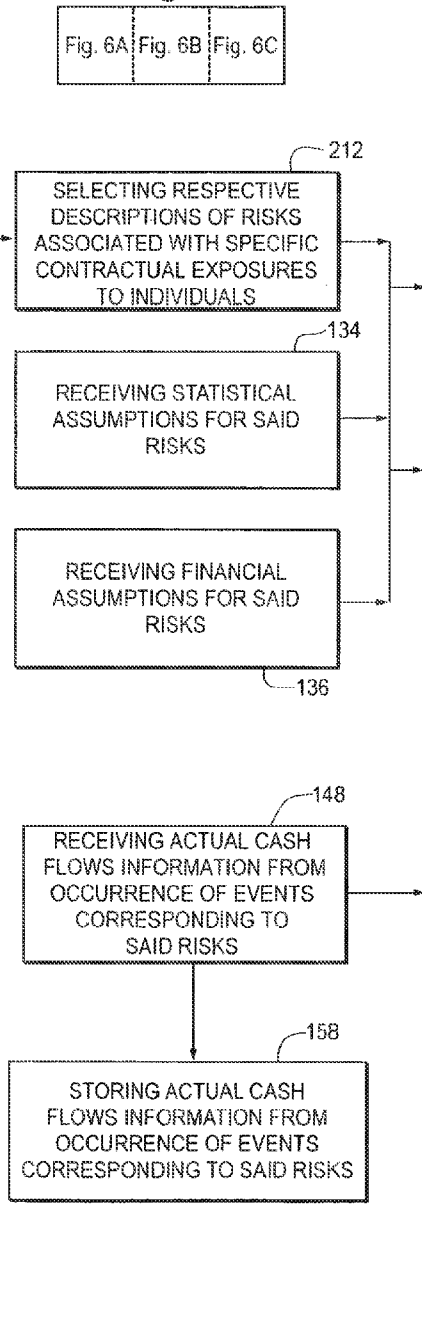 Fig. 6A Fig. 6B Fig. 6C
212
SELECTING RESPECTIVE
DESCRIPTIONS OF RISKS
ASSOCIATED WITH SPECIFIC
CONTRACTUAL EXPOSURES
TO INDIVIDUALS
134
RECEIVING STATISTICAL
ASSUMPTIONS FOR SAID
RISKS
RECEIVING FINANCIAL
ASSUMPTIONS FOR SAID
RISKS
136
148
RECEIVING ACTUAL CASH
FLOWS INFORMATION FROM
OCCURRENCE OF EVENTS
CORRESPONDING TO
SAID RISKS
158
STORING ACTUAL CASH
FLOWS INFORMATION FROM
OCCURRENCE OF EVENTS
CORRESPONDING TO SAID RISKS